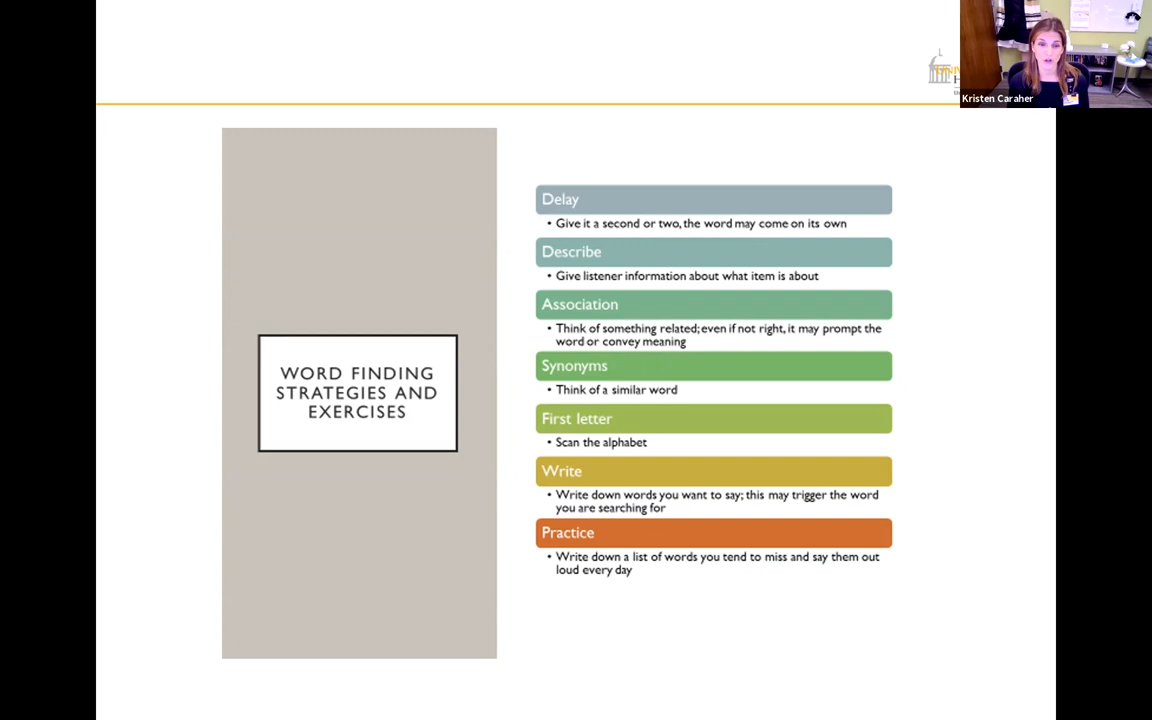 Kristen Caraher
WORD FINDING
STRATEGIES AND
EXERCISES
Delay
• Give it a second or two, the word may come on its own
Describe
• Give listener information about what item is about
Association
• Think of something related; even if not right, it may prompt the
word or convey meaning
Synonyms
• Think of a similar word
First letter
• Scan the alphabet
Write
• Write down words you want to say; this may trigger the word
you are searching for
Practice
• Write down a list of words you tend to miss and say them out
loud every day